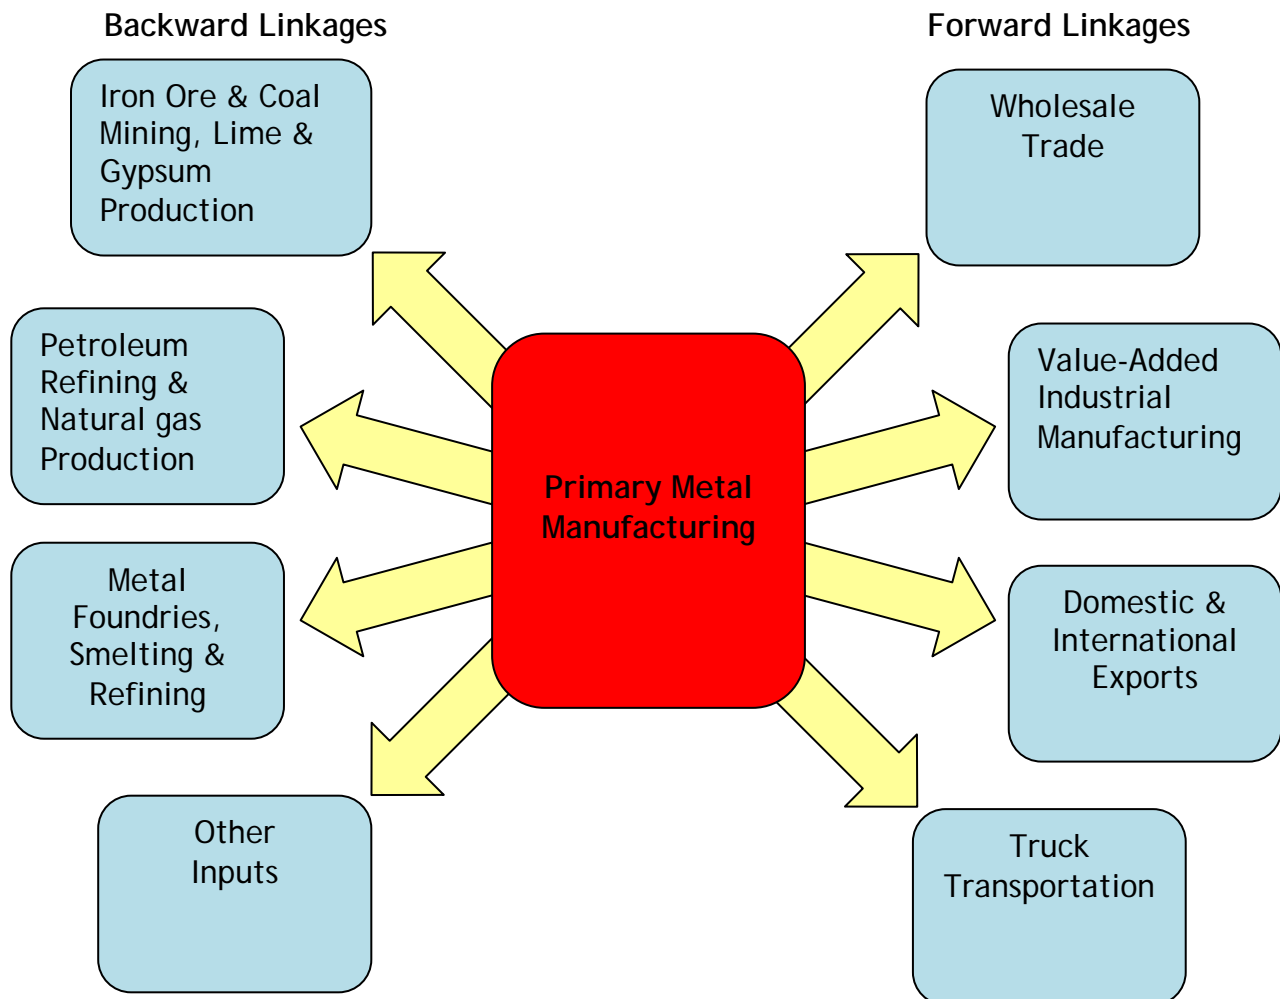 Backward Linkages
Iron Ore & Coal
Mining, Lime &
Gypsum
Production
Petroleum
Refining &
Natural gas
Production
Metal
Foundries,
Smelting &
Refining
Other
Inputs
Primary Metal
Manufacturing
Forward Linkages
Wholesale
Trade
Value-Added
Industrial
Manufacturing
Domestic &
International
Exports
Truck
Transportation